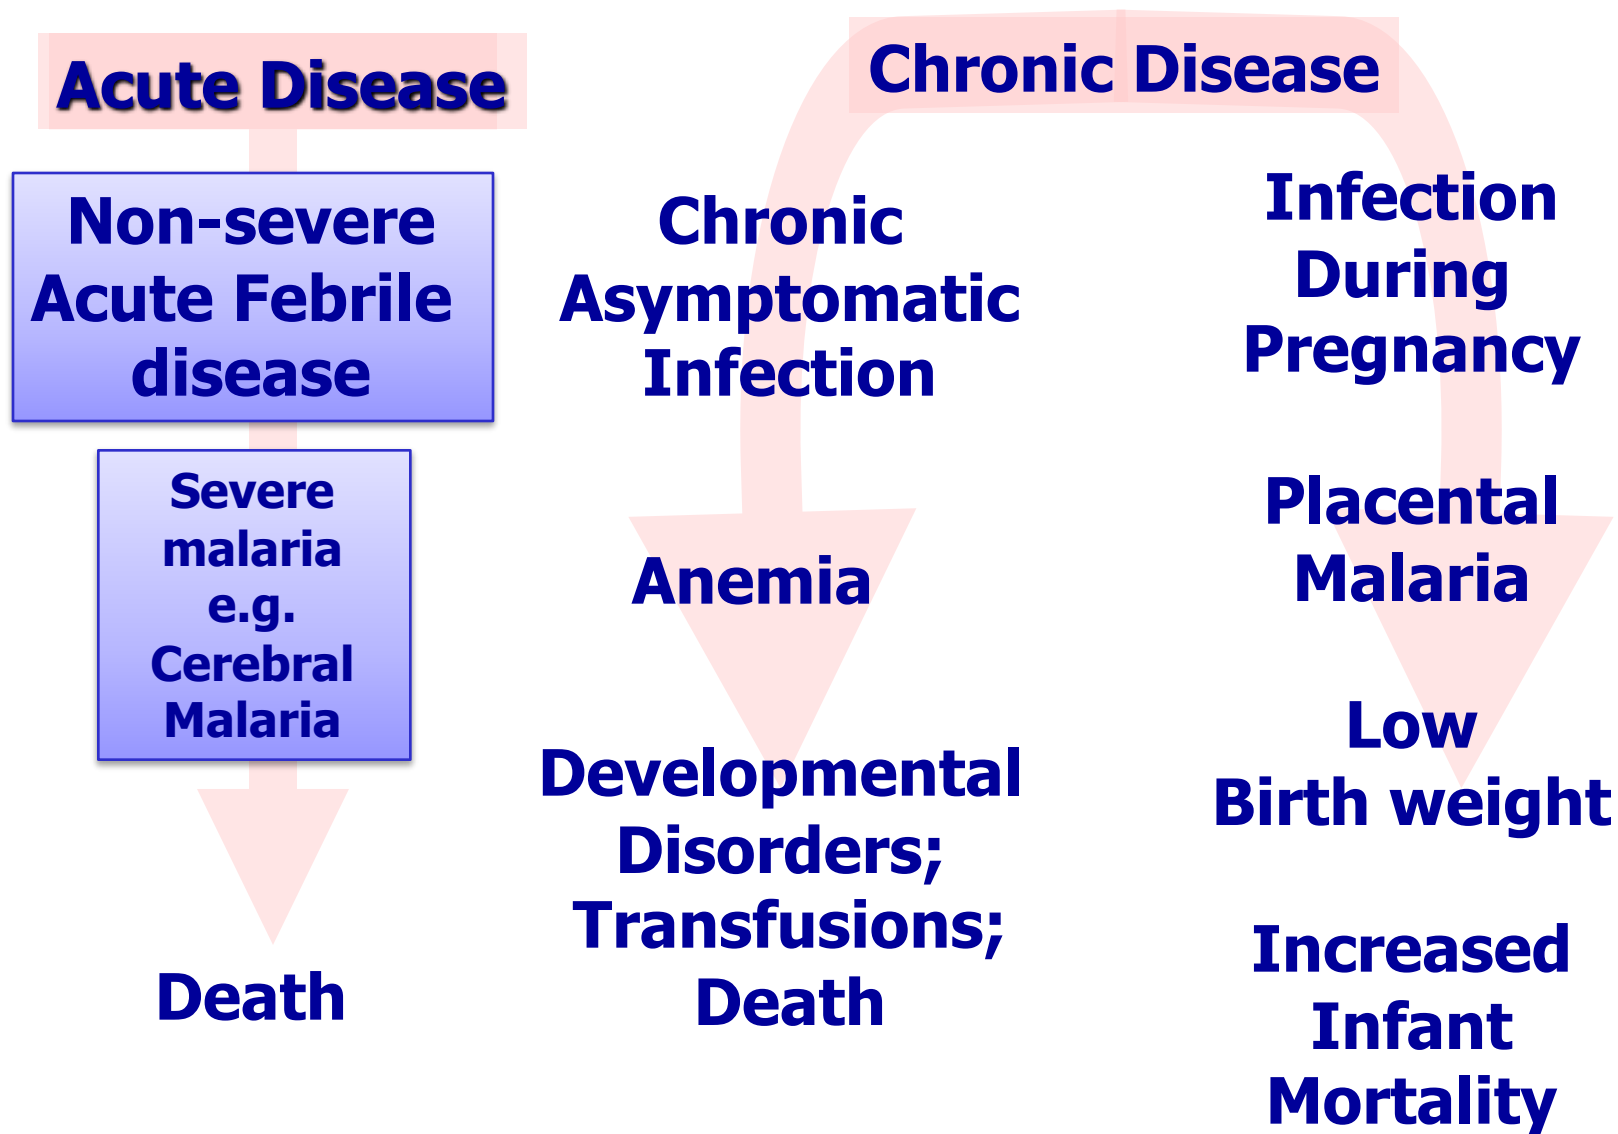 Acute Disease
Non-severe
Acute Febrile
disease
Severe
malaria
e.g.
Cerebral
Malaria
Death
Chronic Disease
Chronic
Asymptomatic
Infection
Anemia
Developmental
Disorders;
Transfusions;
Death
Infection
During
Pregnancy
Placental
Malaria
Low
Birth weight
Increased
Infant
Mortality